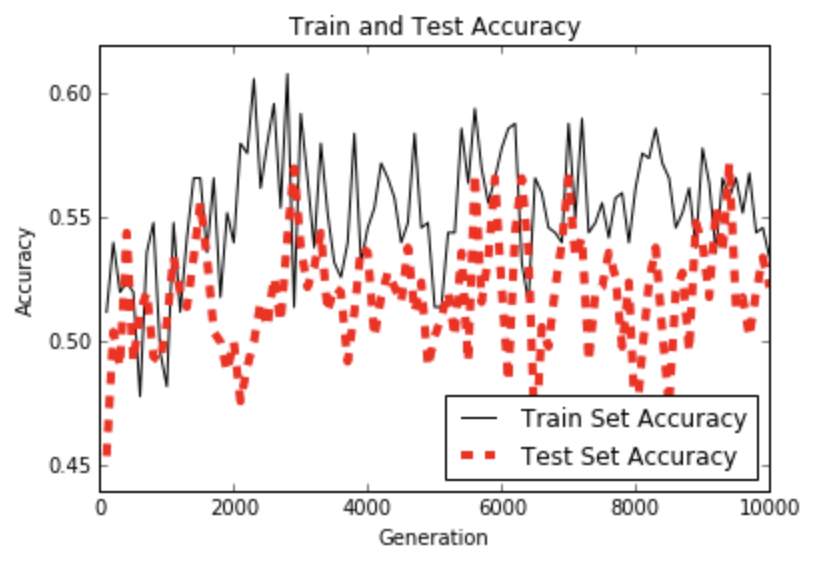 Train and Test Accuracy
0.60
0.55
0.50
0.45
Accuracy
Train Set Accuracy
Test Set Accuracy
0 2000 4000 6000 8000 10000
Generation